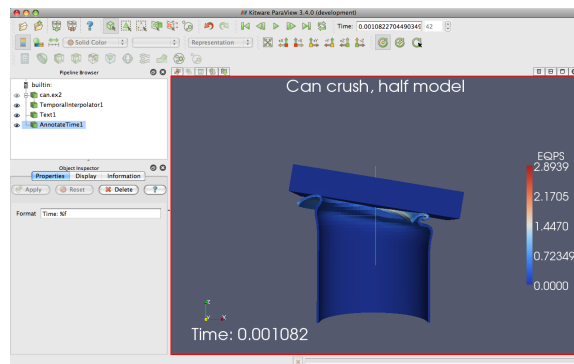 Kitware ParaView 3.4.0 (development)
Time: 0.00108227044903495 42
Solid Color Representation
Pipeline Browser
builtin:
can.ex2
TemporalInterpolator1
Text1
AnnotateTime1
Object Inspector
Properties Display Information
Apply Reset Delete ?
Format Time: %f
Can crush, half model
EQPS
2.8939
2.1705
1.4470
0.72349
0.0000
Time: 0.001082